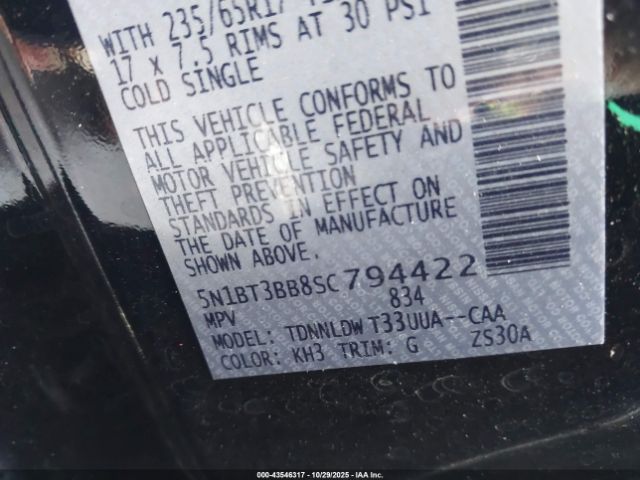 WITH 235/65R17
17 x 7.5 RIMS AT 30 PSI
COLD SINGLE
THIS VEHICLE CONFORMS TO
ALL APPLICABLE FEDERAL
MOTOR VEHICLE SAFETY AND
THEFT PREVENTION
STANDARDS IN EFFECT ON
THE DATE OF MANUFACTURE
SHOWN ABOVE.
5N1BT3BB8SC794422
MPV 834
MODEL: TDNNLDW T33UUA--CAA
COLOR: KH3 TRIM: G ZS30A
000-43546317 - 10/29/2025 - IAA Inc.